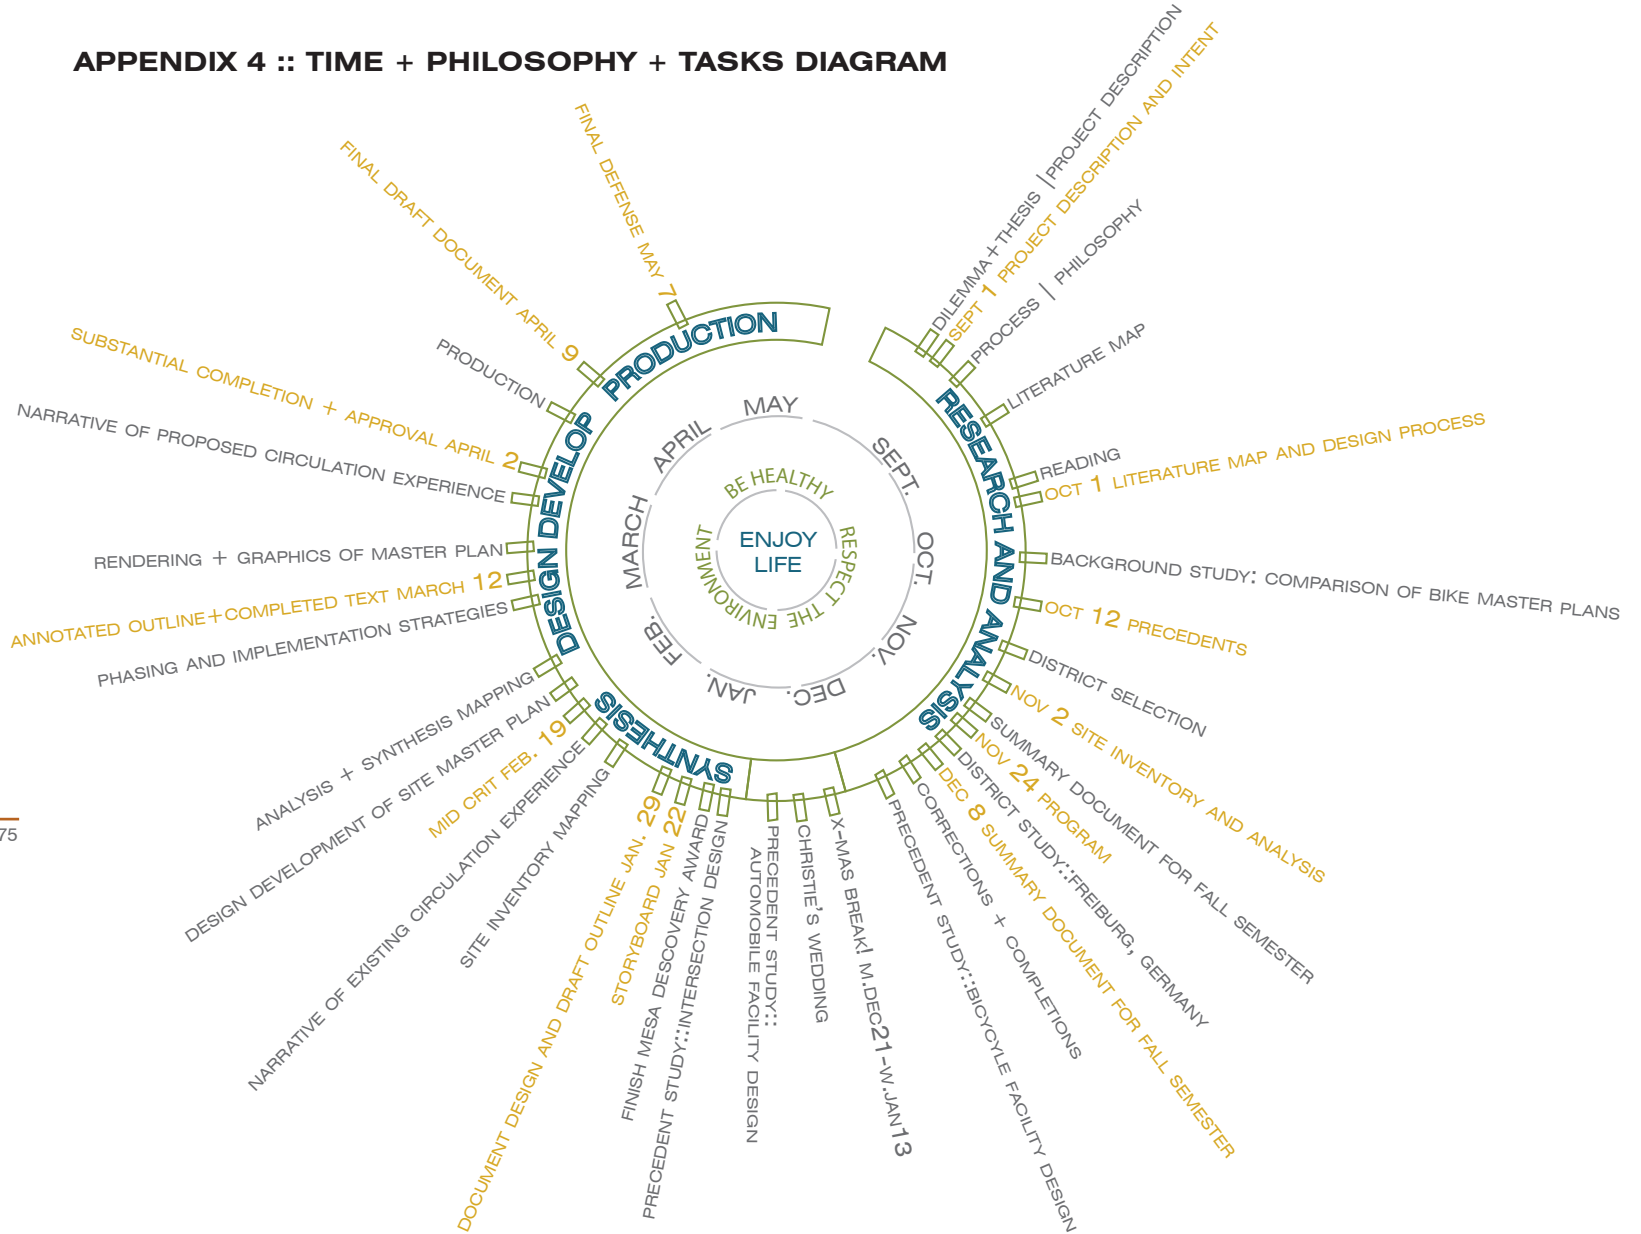 APPENDIX 4 :: TIME + PHILOSOPHY + TASKS DIAGRAM
DILEMMA+THESIS |PROJECT DESCRIPTION
SEPT 1 PROJECT DESCRIPTION AND INTENT
PROCESS | PHILOSOPHY
LITERATURE MAP
READING
OCT 1 LITERATURE MAP AND DESIGN PROCESS
BACKGROUND STUDY: COMPARISON OF BIKE MASTER PLANS
OCT 12 PRECEDENTS
DISTRICT SELECTION
NOV 2 SITE INVENTORY AND ANALYSIS
SUMMARY DOCUMENT FOR FALL SEMESTER
NOV 24 PROGRAM
DISTRICT STUDY::FREIBURG, GERMANY
DEC 8 SUMMARY DOCUMENT FOR FALL SEMESTER
CORRECTIONS + COMPLETIONS
PRECEDENT STUDY::BICYCYLE FACILITY DESIGN
X-MAS BREAK! M.DEC21-W.JAN13
CHRISTIE'S WEDDING
PRECEDENT STUDY::
AUTOMOBILE FACILITY DESIGN
PRECEDENT STUDY::INTERSECTION DESIGN
FINISH MESA DESCOVERY AWARD
STORYBOARD JAN 22
DOCUMENT DESIGN AND DRAFT OUTLINE JAN. 29
SITE INVENTORY MAPPING
NARRATIVE OF EXISTING CIRCULATION EXPERIENCE
MID CRIT FEB. 19
DESIGN DEVELOPMENT OF SITE MASTER PLAN
ANALYSIS + SYNTHESIS MAPPING
PHASING AND IMPLEMENTATION STRATEGIES
ANNOTATED OUTLINE+COMPLETED TEXT MARCH 12
RENDERING + GRAPHICS OF MASTER PLAN
NARRATIVE OF PROPOSED CIRCULATION EXPERIENCE
SUBSTANTIAL COMPLETION + APPROVAL APRIL 2
PRODUCTION
FINAL DRAFT DOCUMENT APRIL 9
FINAL DEFENSE MAY 7
RESEARCH AND ANALYSIS
SYNTHESIS
DESIGN DEVELOP
PRODUCTION
SEPT.
OCT.
NOV.
DEC.
JAN.
FEB.
MARCH
APRIL
MAY
BE HEALTHY
RESPECT THE ENVIRONMENT
ENJOY
LIFE
75